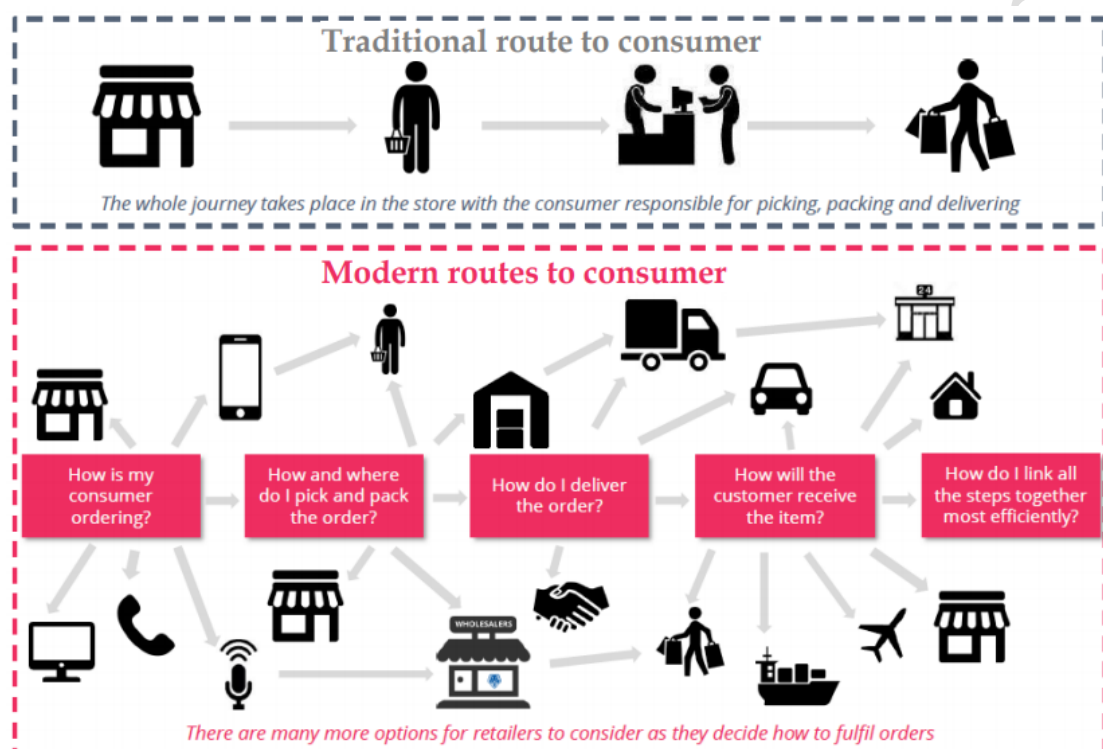 Traditional route to consumer
The whole journey takes place in the store with the consumer responsible for picking, packing and delivering
Modern routes to consumer
24
How is my
consumer
ordering?
How and where
do I pick and pack
the order?
How do I deliver
the order?
How will the
customer receive
the item?
How do I link all
the steps together
most efficiently?
WHOLESALERS
There are many more options for retailers to consider as they decide how to fulfil orders